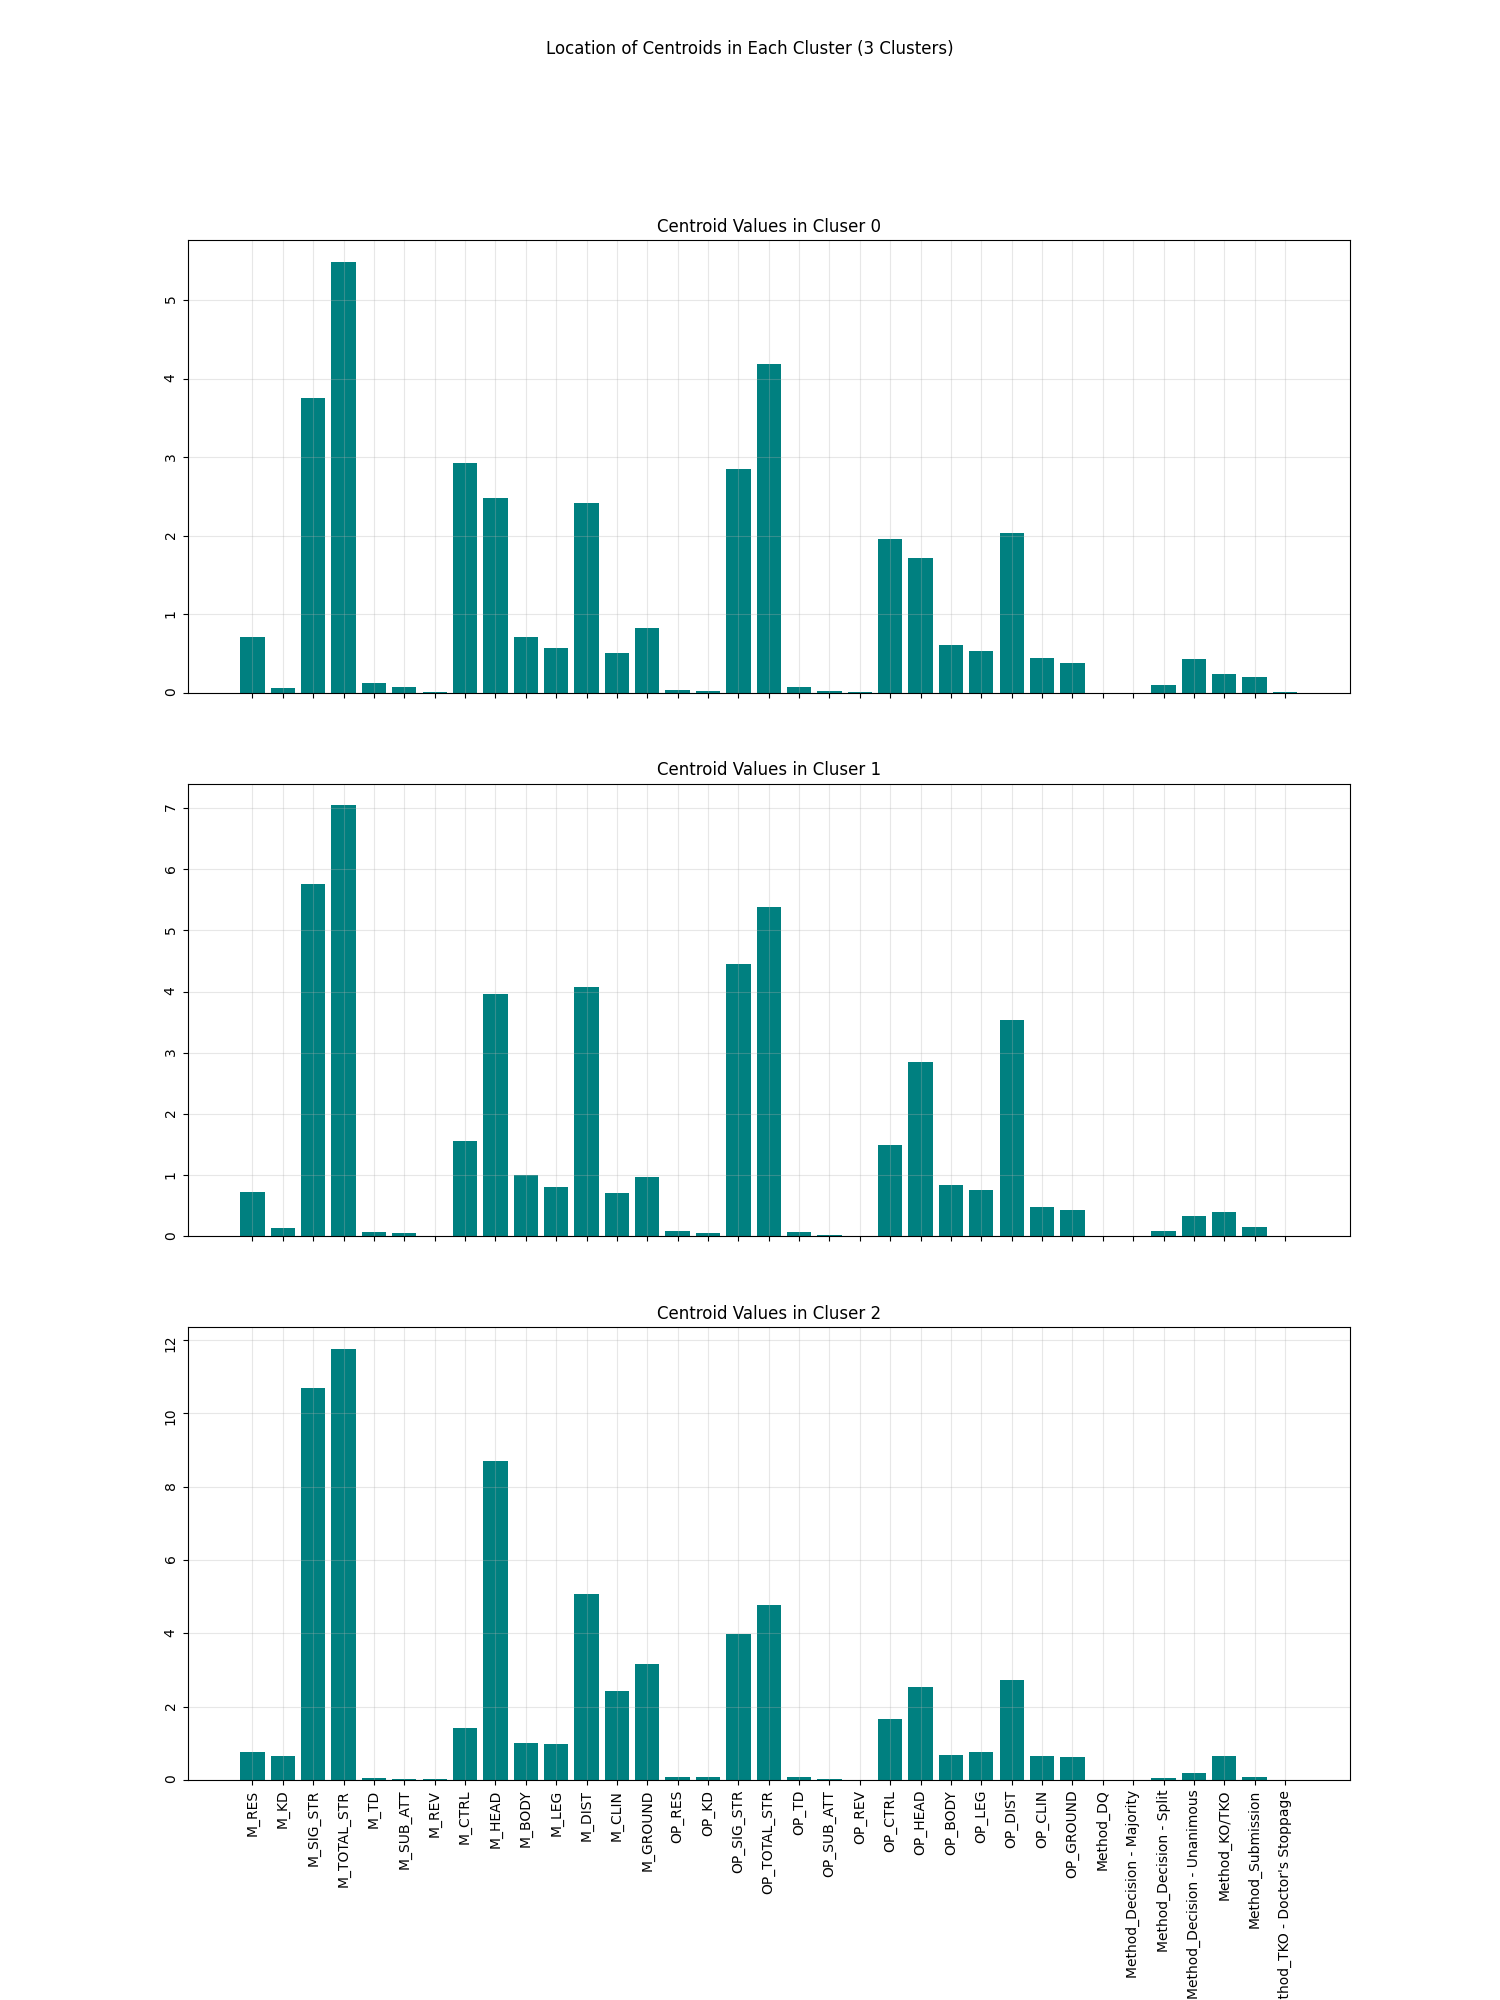 Location of Centroids in Each Cluster (3 Clusters)
Centroid Values in Cluser 0
5
4
3
2
1
0
Centroid Values in Cluser 1
7
6
5
4
3
2
1
0
Centroid Values in Cluser 2
12
10
8
6
4
2
0
M_RES
M_KD
M_SIG_STR
M_TOTAL_STR
M_TD
M_SUB_ATT
M_REV
M_CTRL
M_HEAD
M_BODY
M_LEG
M_DIST
M_CLIN
M_GROUND
OP_RES
OP_KD
OP_SIG_STR
OP_TOTAL_STR
OP_TD
OP_SUB_ATT
OP_REV
OP_CTRL
OP_HEAD
OP_BODY
OP_LEG
OP_DIST
OP_CLIN
OP_GROUND
Method_DQ
Method_Decision - Majority
Method_Decision - Split
Method_Decision - Unanimous
Method_KO/TKO
Method_Submission
thod_TKO - Doctor's Stoppage